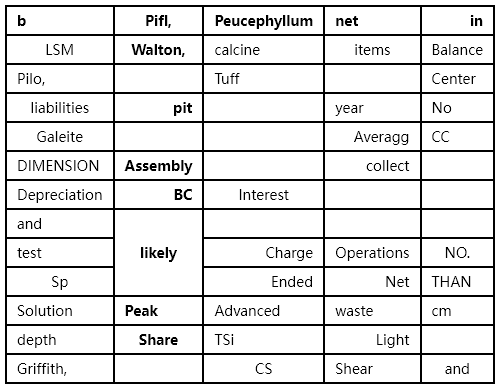 b Pifl, Peucephyllum net in
LSM Walton, calcine items Balance
Pilo, Tuff Center
liabilities pit year No
Galeite Averagg CC
DIMENSION Assembly collect
Depreciation BC Interest
and
test likely Charge Operations NO.
Sp Ended Net THAN
Solution Peak Advanced waste cm
depth Share TSi Light
Griffith, CS Shear and